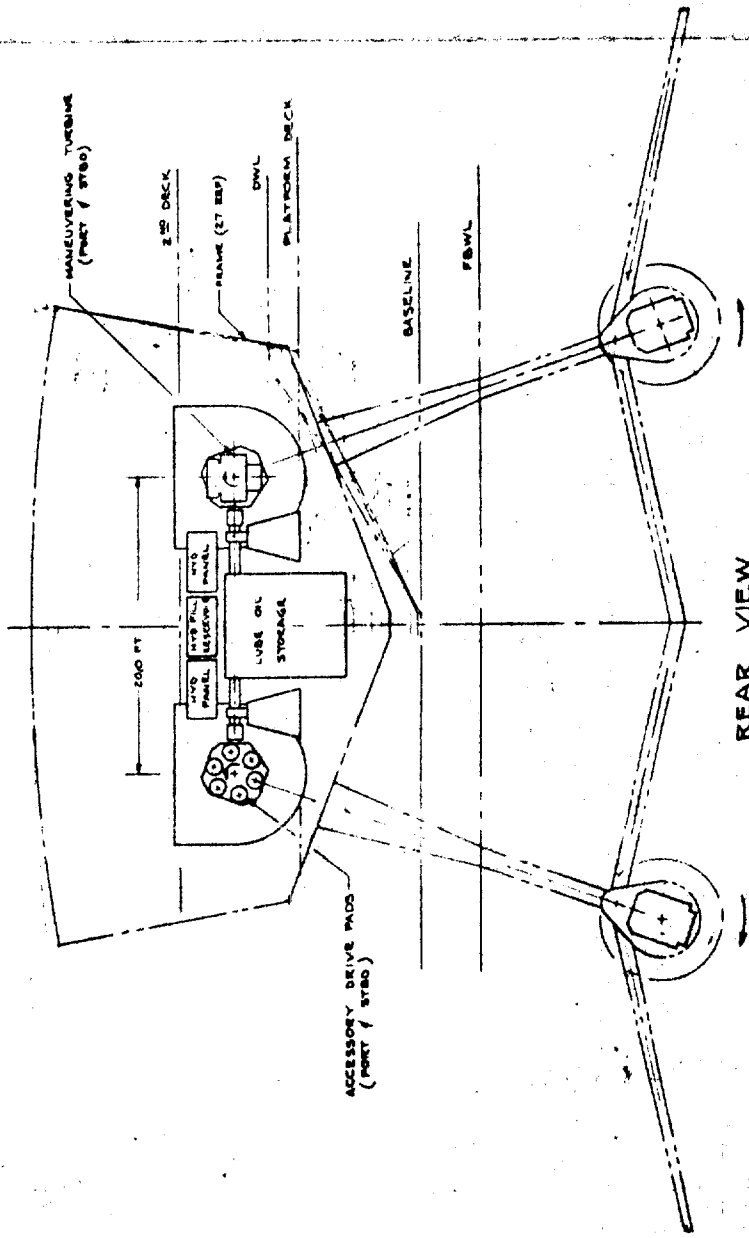 MANEUVERING TURBINE
(PORT & STBD)
2ND DECK
DWL
FRAME (27 REF)
PLATFORM DECK
BASELINE
FBWL
20.0 FT
HYD
PANEL
HYD FILL
RESERVOIR
HYD
PANEL
LUBE OIL
STORAGE
ACCESSORY DRIVE PADS
(PORT & STBD)
REAR VIEW